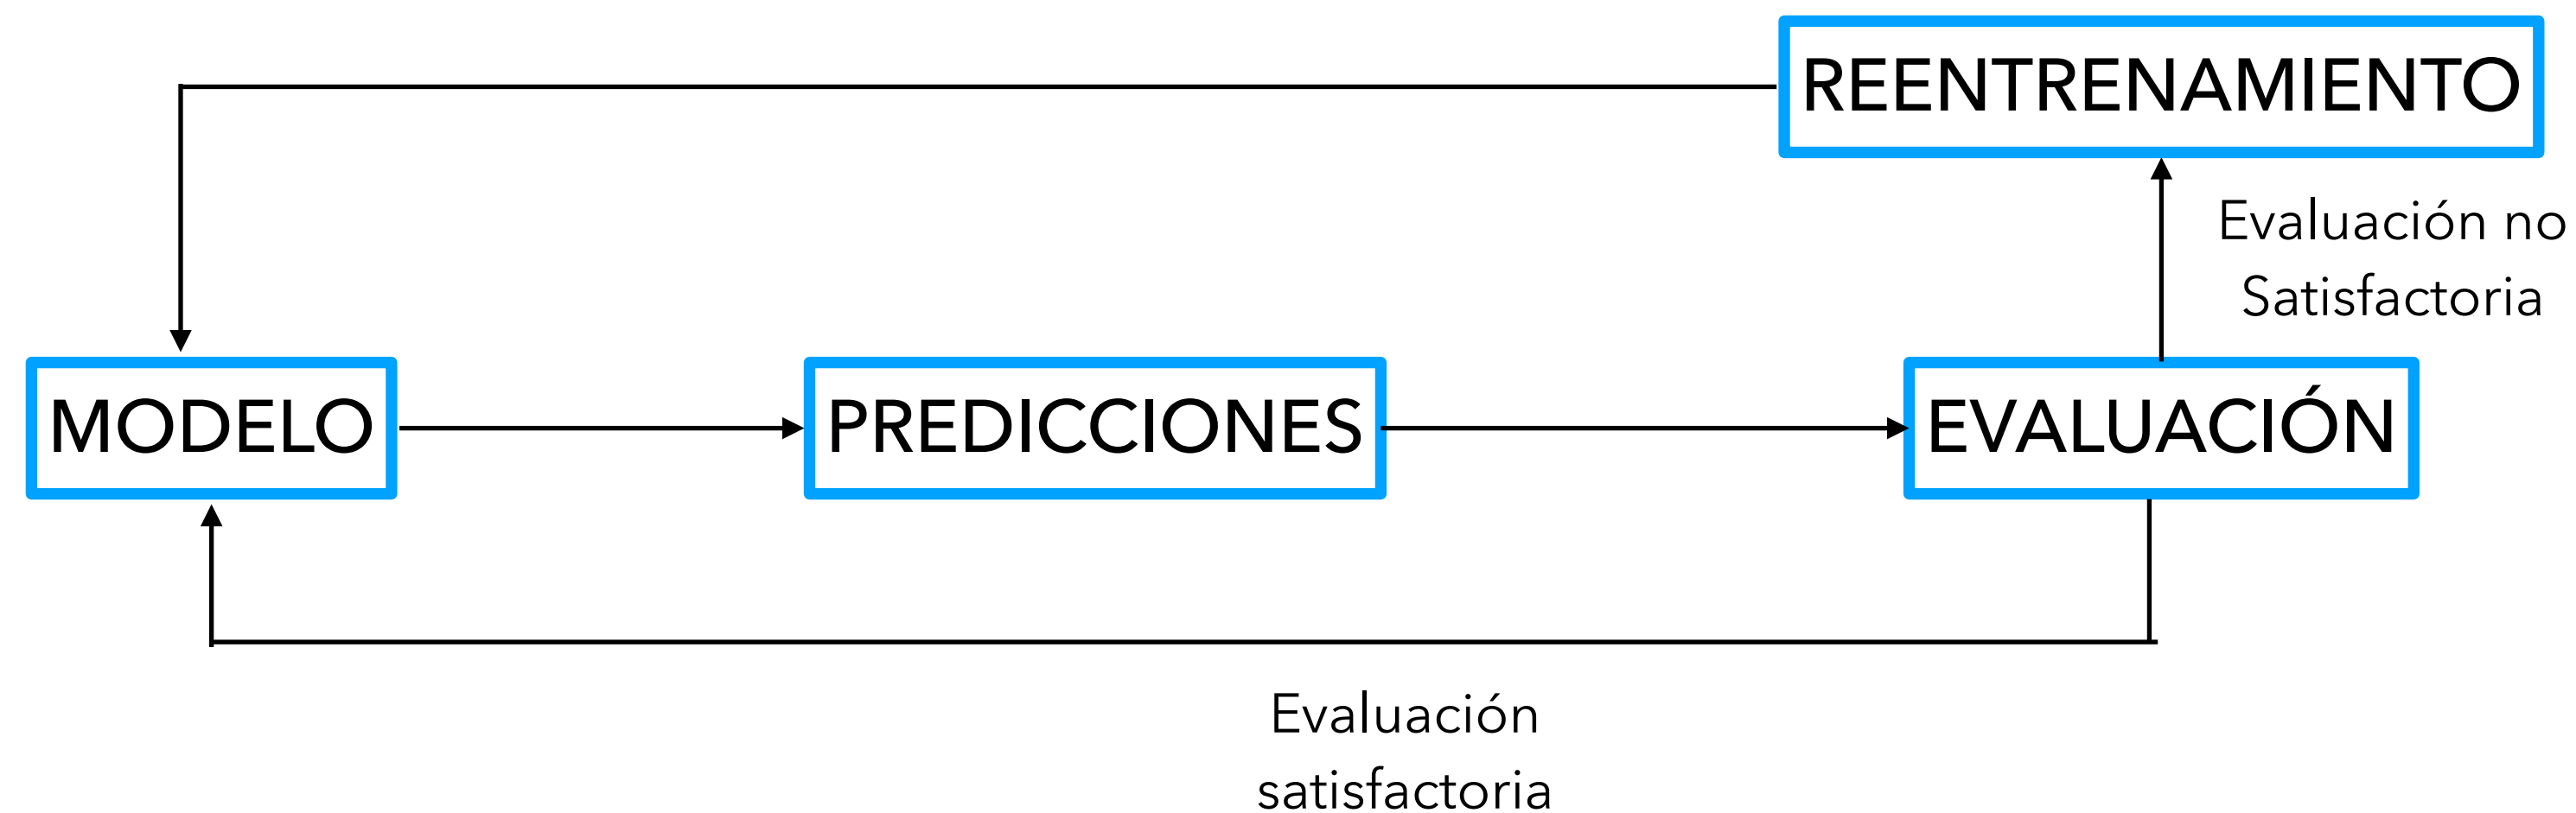 REENTRENAMIENTO
Evaluación no
Satisfactoria
MODELO
PREDICCIONES
EVALUACIÓN
Evaluación
satisfactoria